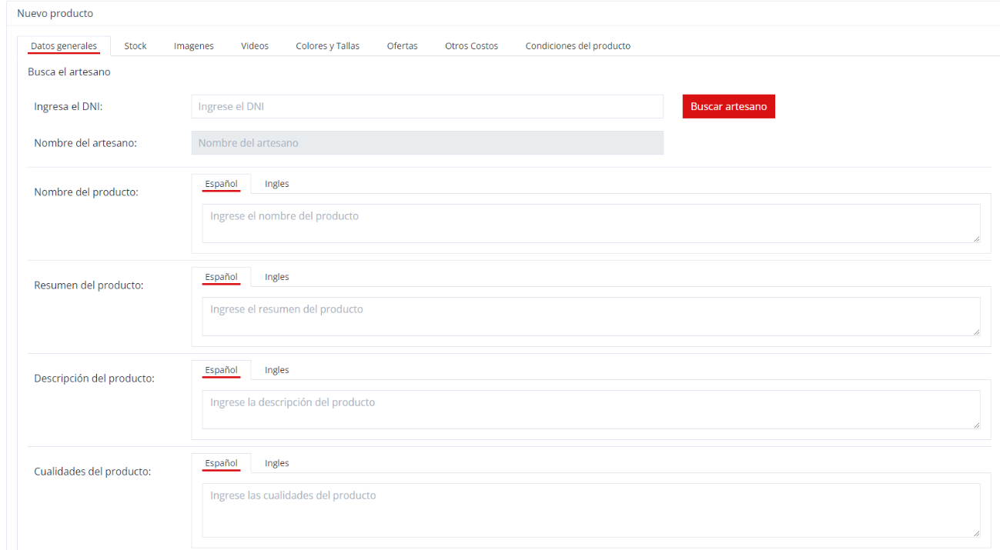 Nuevo producto
Datos generales Stock Imagenes Videos Colores y Tallas Ofertas Otros Costos Condiciones del producto
Busca el artesano
Ingresa el DNI: Ingrese el DNI Buscar artesano
Nombre del artesano: Nombre del artesano
Español Ingles
Nombre del producto:
Ingrese el nombre del producto
Español Ingles
Resumen del producto:
Ingrese el resumen del producto
Español Ingles
Descripción del producto:
Ingrese la descripción del producto
Español Ingles
Cualidades del producto:
Ingrese las cualidades del producto